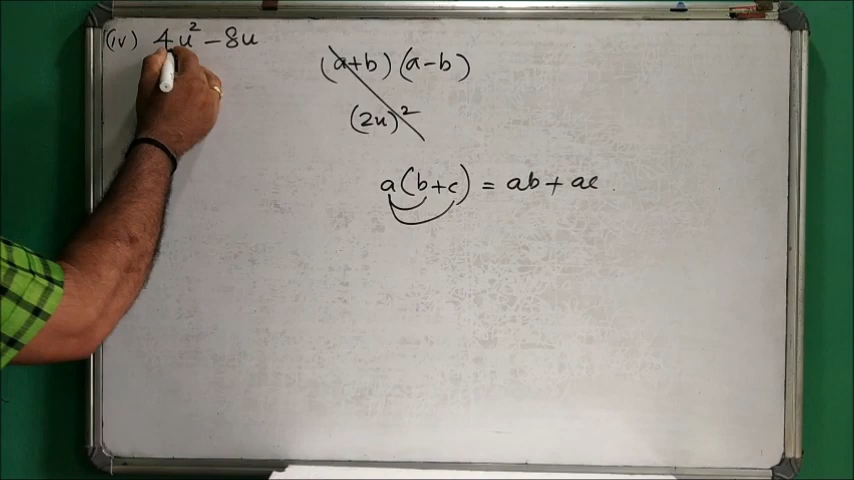 (iv) 4u² - 8u
(a+b) (a-b)
(2u)²
a(b+c) = ab + ac.